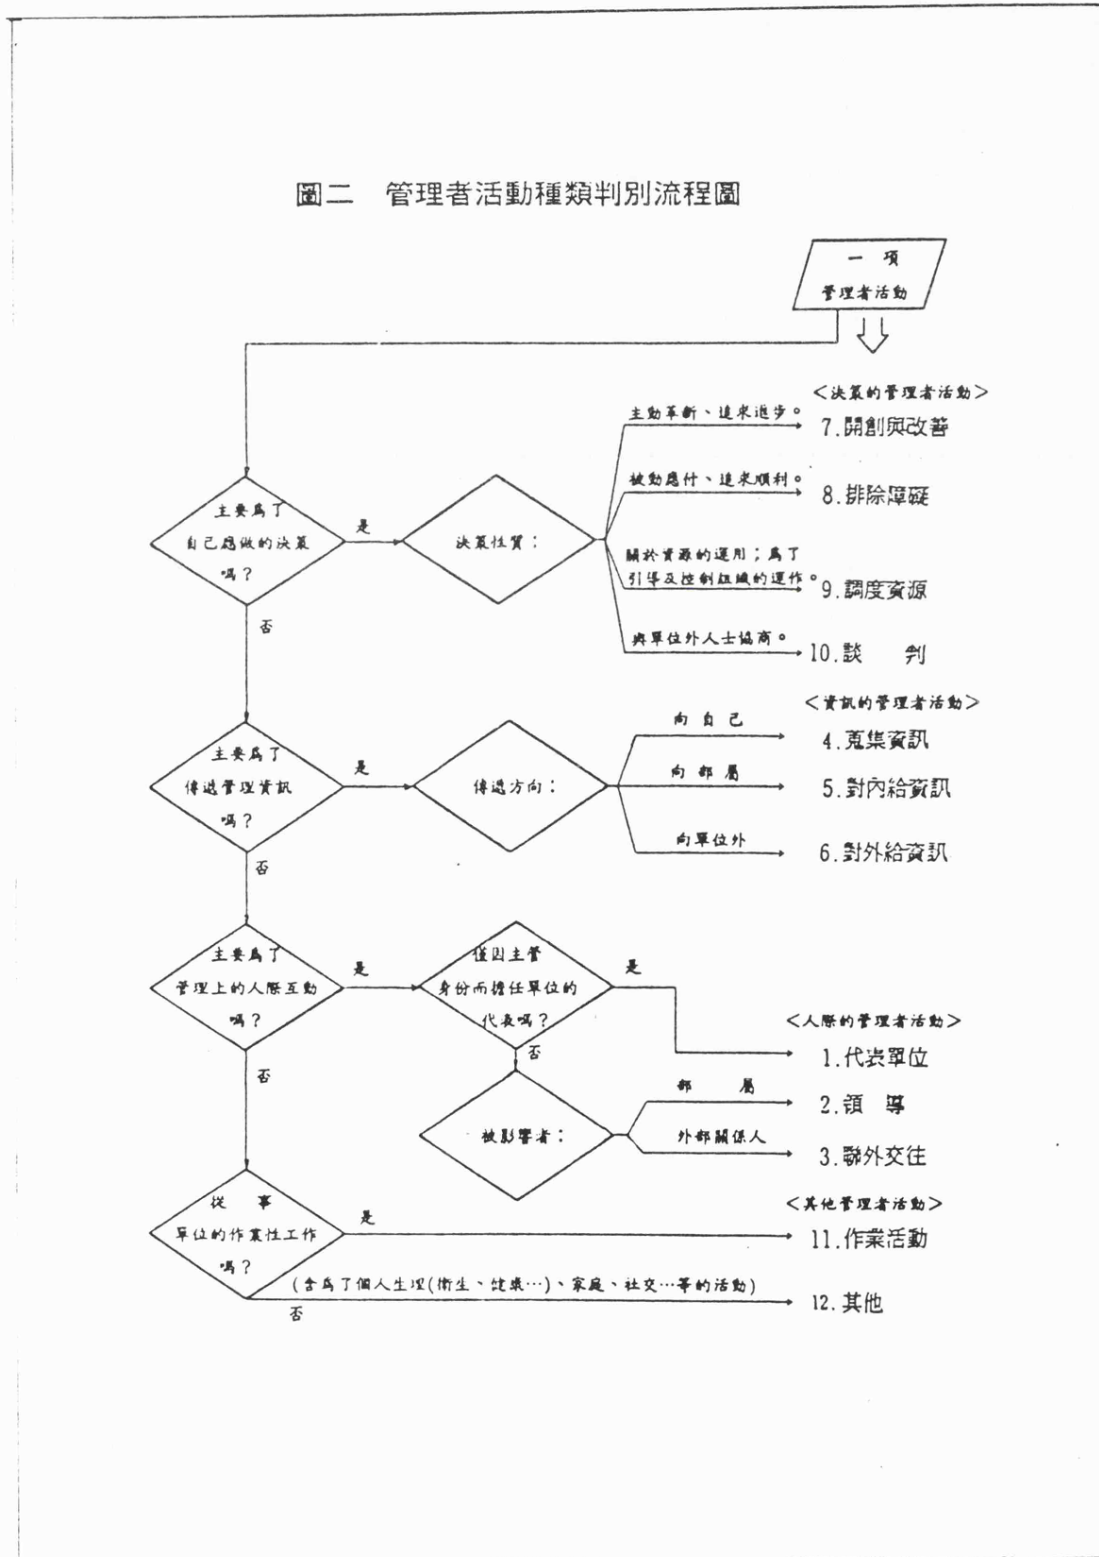 圖二　管理者活動種類判別流程圖
一　項
管理者活動
＜決策的管理者活動＞
主動革新、追求進步。
7.開創與改善
被動應付、追求順利。
8.排除障礙
主要為了
自己應做的決策
嗎？
是
決策性質：
關於資源的運用；為了
引導及控制組織的運作。
9.調度資源
否
與單位外人士協商。
10.談　判
＜資訊的管理者活動＞
向自己
4.蒐集資訊
主要為了
傳遞管理資訊
嗎？
是
傳遞方向：
向部屬
5.對內給資訊
向單位外
6.對外給資訊
否
主要為了
管理上的人際互動
嗎？
是
僅因主管
身份而擔任單位的
代表嗎？
是
＜人際的管理者活動＞
1.代表單位
否
否
被影響者：
部　屬
2.領　導
外部關係人
3.聯外交往
＜其他管理者活動＞
從　事
單位的作業性工作
嗎？
是
11.作業活動
(含為了個人生理(衛生、健康…)、家庭、社交…等的活動)
否
12.其他